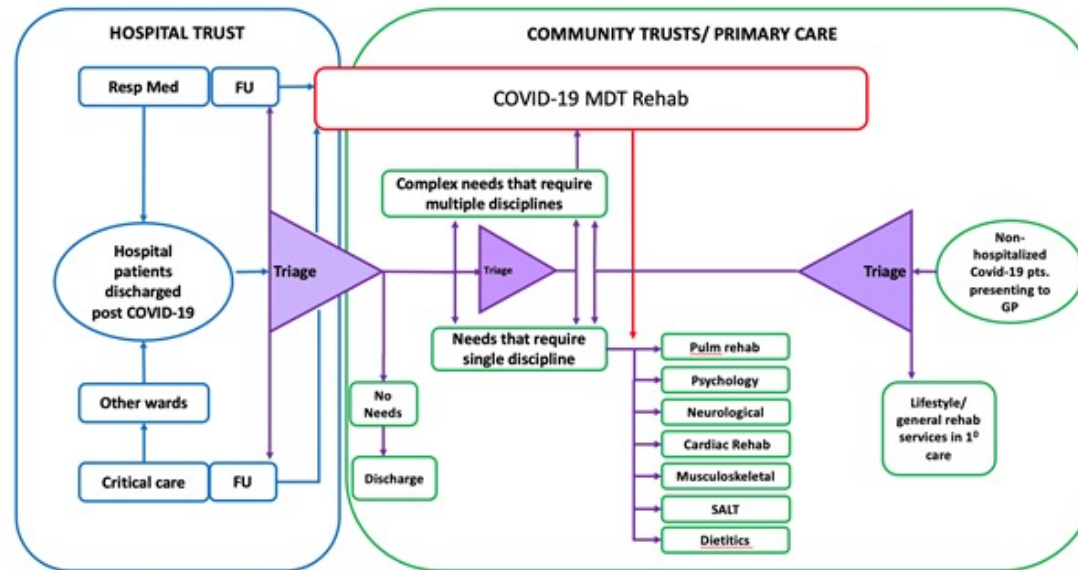 HOSPITAL TRUST
COMMUNITY TRUSTS/ PRIMARY CARE
Resp Med
FU
COVID-19 MDT Rehab
Complex needs that require
multiple disciplines
Hospital
patients
discharged
post COVID-19
Triage
Triage
Triage
Non-
hospitalized
Covid-19 pts.
presenting to
GP
Needs that require
single discipline
Pulm rehab
Psychology
Neurological
Cardiac Rehab
Musculoskeletal
SALT
Dietitics
No
Needs
Discharge
Other wards
Critical care
FU
Lifestyle/
general rehab
services in 1⁰
care